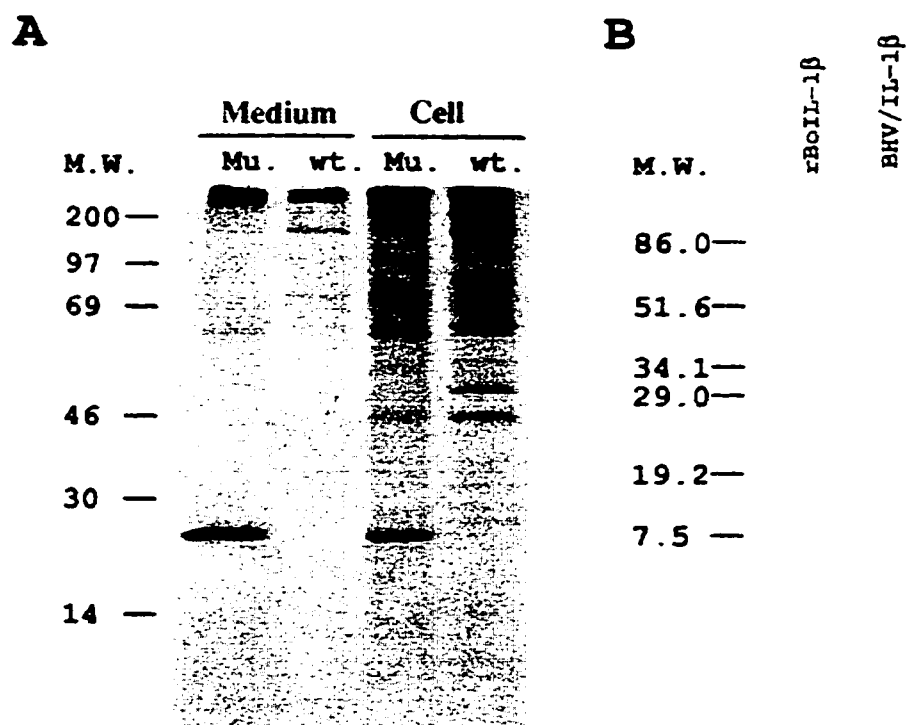 A
Medium Cell
M.W. Mu. wt. Mu. wt.
200
97
69
46
30
14
B
rBoIL-1β
BHV/IL-1β
M.W.
86.0
51.6
34.1
29.0
19.2
7.5